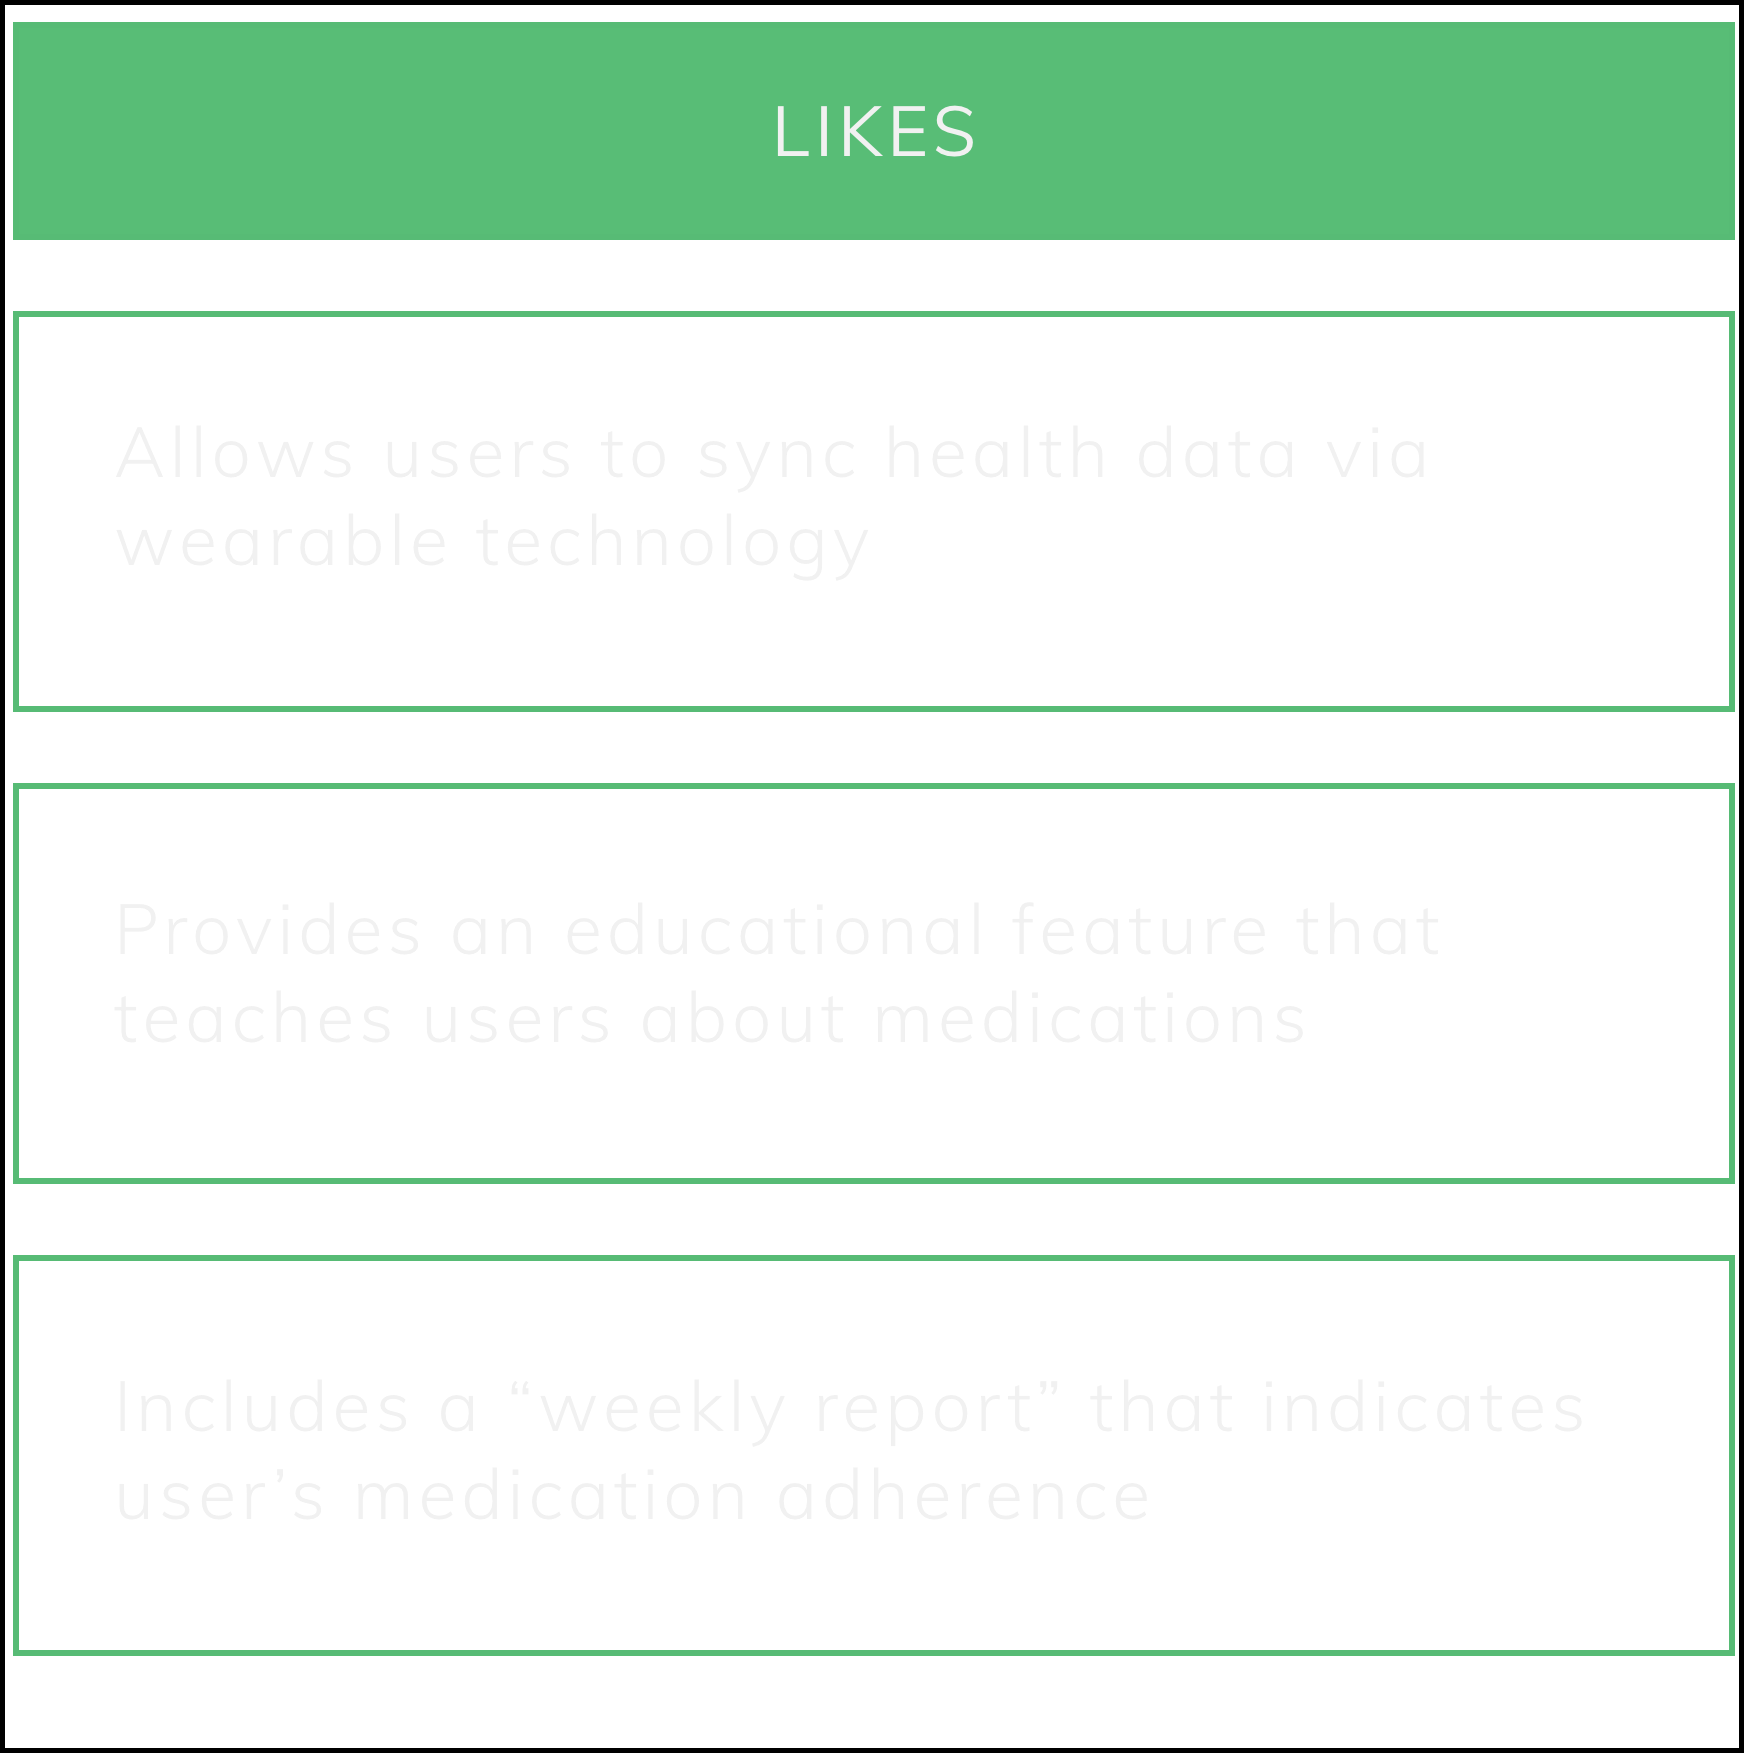 LIKES
Allows users to sync health data via
wearable technology
Provides an educational feature that
teaches users about medications
Includes a “weekly report” that indicates
user’s medication adherence